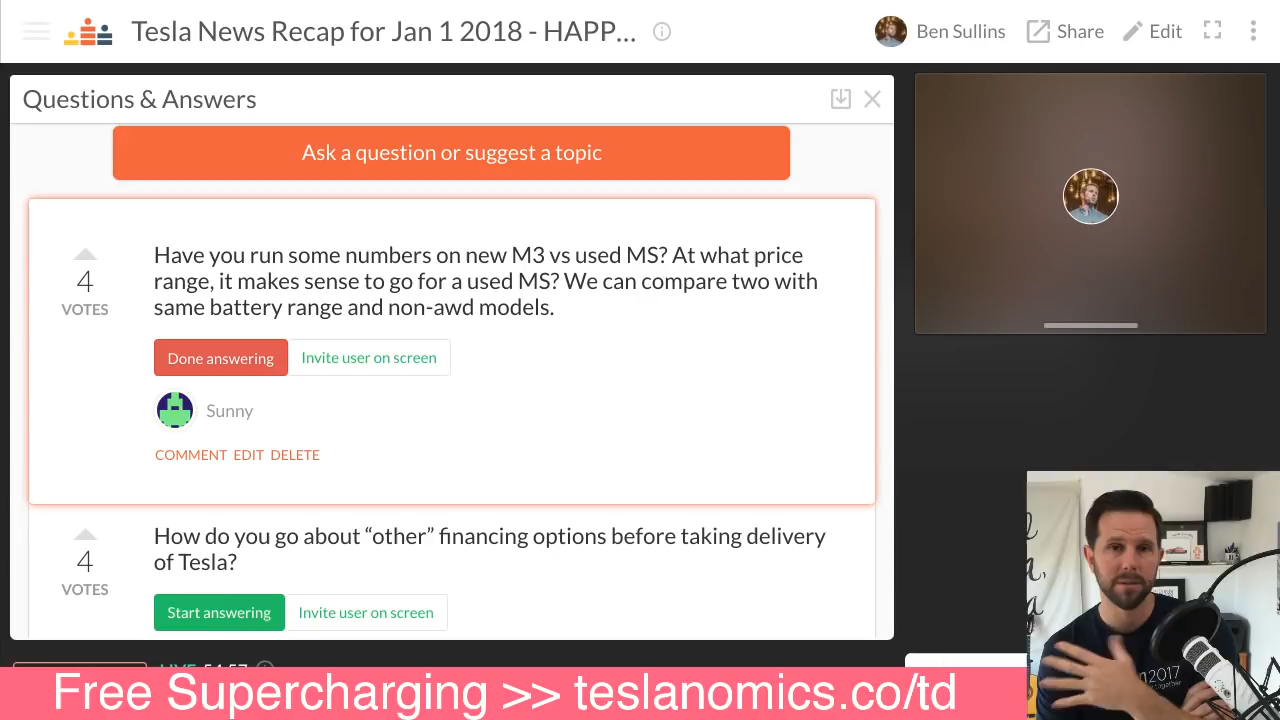 Tesla News Recap for Jan 1 2018 - HAPP...
Ben Sullins
Share
Edit
Questions & Answers
Ask a question or suggest a topic
4
VOTES
Have you run some numbers on new M3 vs used MS? At what price
range, it makes sense to go for a used MS? We can compare two with
same battery range and non-awd models.
Done answering
Invite user on screen
Sunny
COMMENT EDIT DELETE
4
VOTES
How do you go about “other” financing options before taking delivery
of Tesla?
Start answering
Invite user on screen
2017
Free Supercharging >> teslanomics.co/td